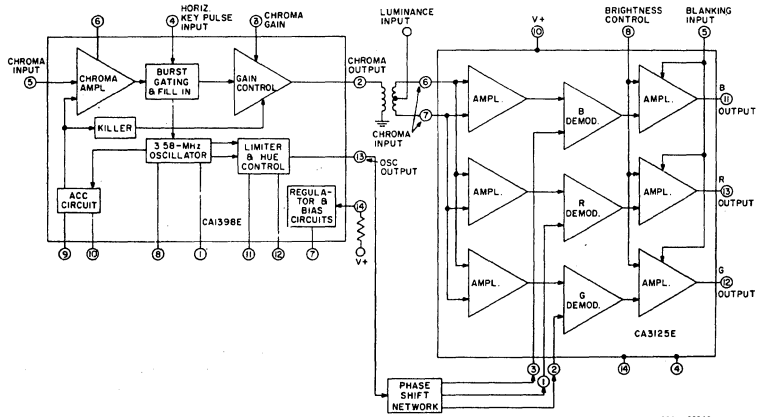 HORIZ.
KEY PULSE
INPUT
CHROMA
GAIN
LUMINANCE
INPUT
V+
BRIGHTNESS
CONTROL
BLANKING
INPUT
6
4
3
10
8
5
CHROMA
INPUT
5
CHROMA
AMPL
BURST
GATING
& FILL IN
GAIN
CONTROL
CHROMA
OUTPUT
2
6
7
CHROMA
INPUT
AMPL.
B
DEMOD.
AMPL.
B
11
OUTPUT
KILLER
3.58-MHz
OSCILLATOR
LIMITER
& HUE
CONTROL
13
OSC
OUTPUT
AMPL.
R
DEMOD.
AMPL.
R
13
OUTPUT
ACC
CIRCUIT
CA1398E
REGULA-
TOR &
BIAS
CIRCUITS
14
V+
9
10
8
1
11
12
7
AMPL.
G
DEMOD.
AMPL.
G
12
OUTPUT
CA3125E
3
1
2
14
4
PHASE
SHIFT
NETWORK